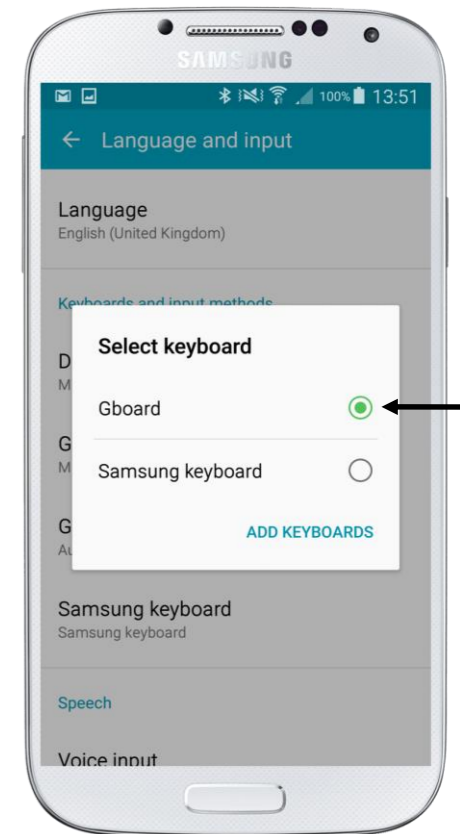 SAMSUNG
100% 13:51
Language and input
Language
English (United Kingdom)
Keyboards and input methods
Select keyboard
D
M
Gboard
G
M
Samsung keyboard
G
Au
ADD KEYBOARDS
Samsung keyboard
Samsung keyboard
Speech
Voice input